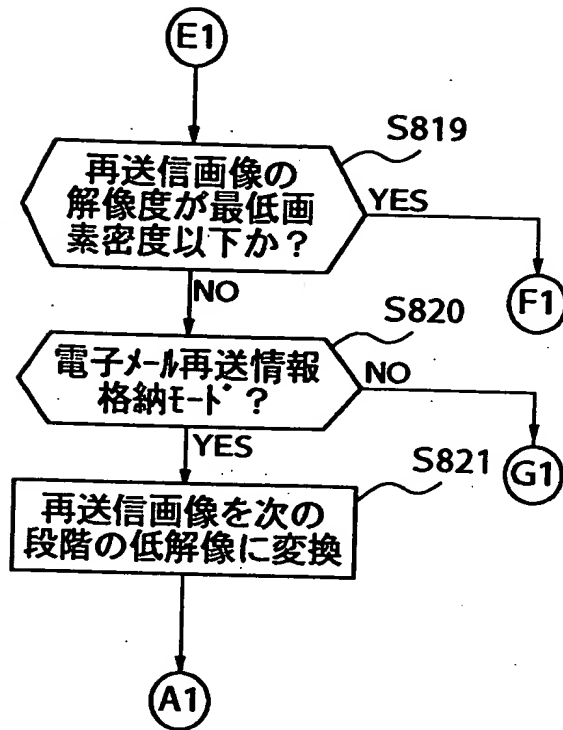 E1
S819
再送信画像の
解像度が最低画
素密度以下か？
YES
NO
F1
S820
電子ﾒｰﾙ再送情報
格納ﾓｰﾄﾞ？
NO
YES
G1
S821
再送信画像を次の
段階の低解像に変換
A1